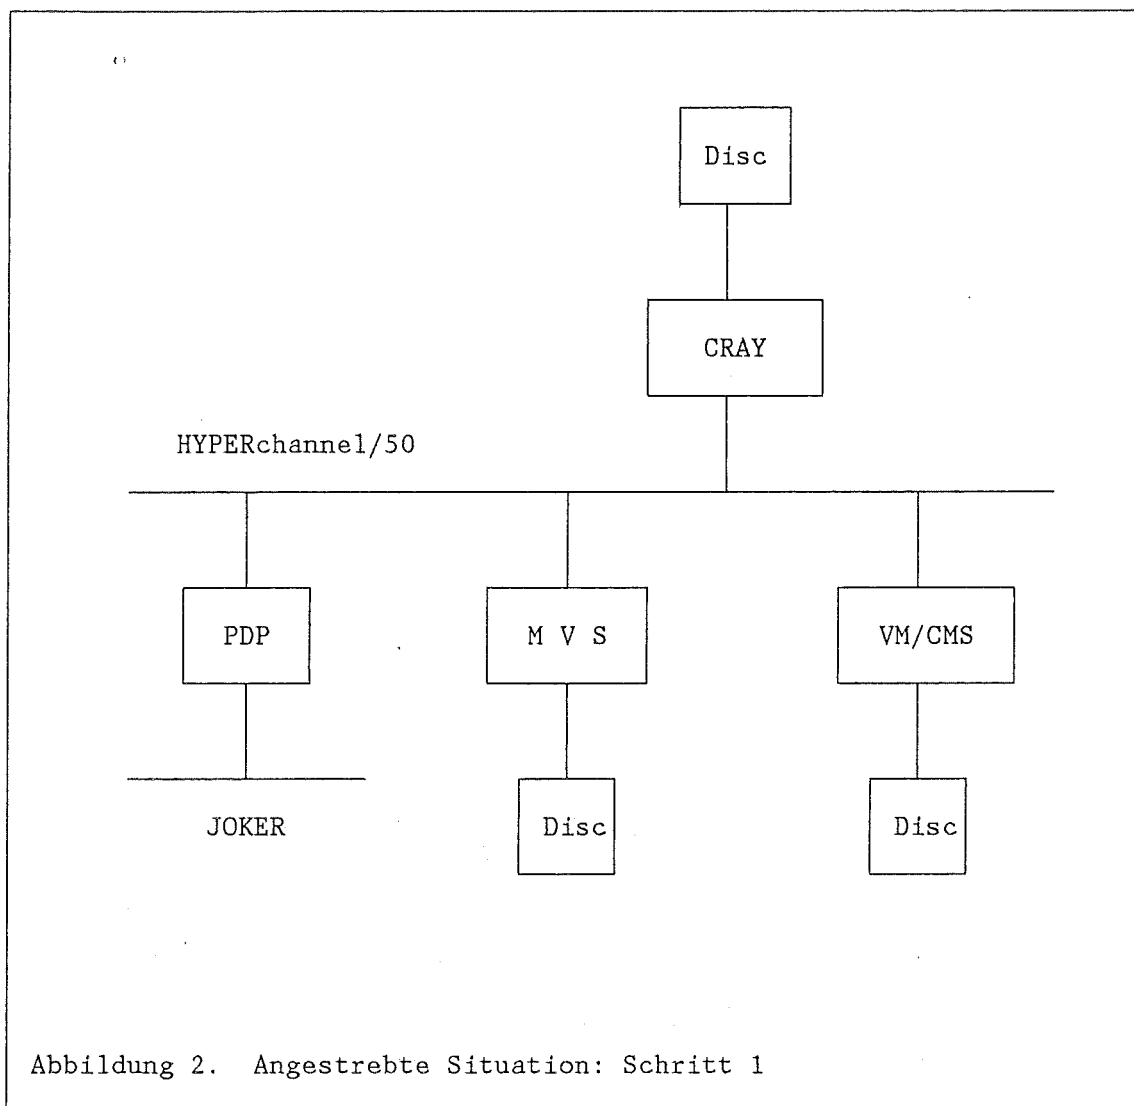 Disc
CRAY
HYPERchannel/50
PDP
M V S
VM/CMS
JOKER
Disc
Disc
Abbildung 2. Angestrebte Situation: Schritt 1